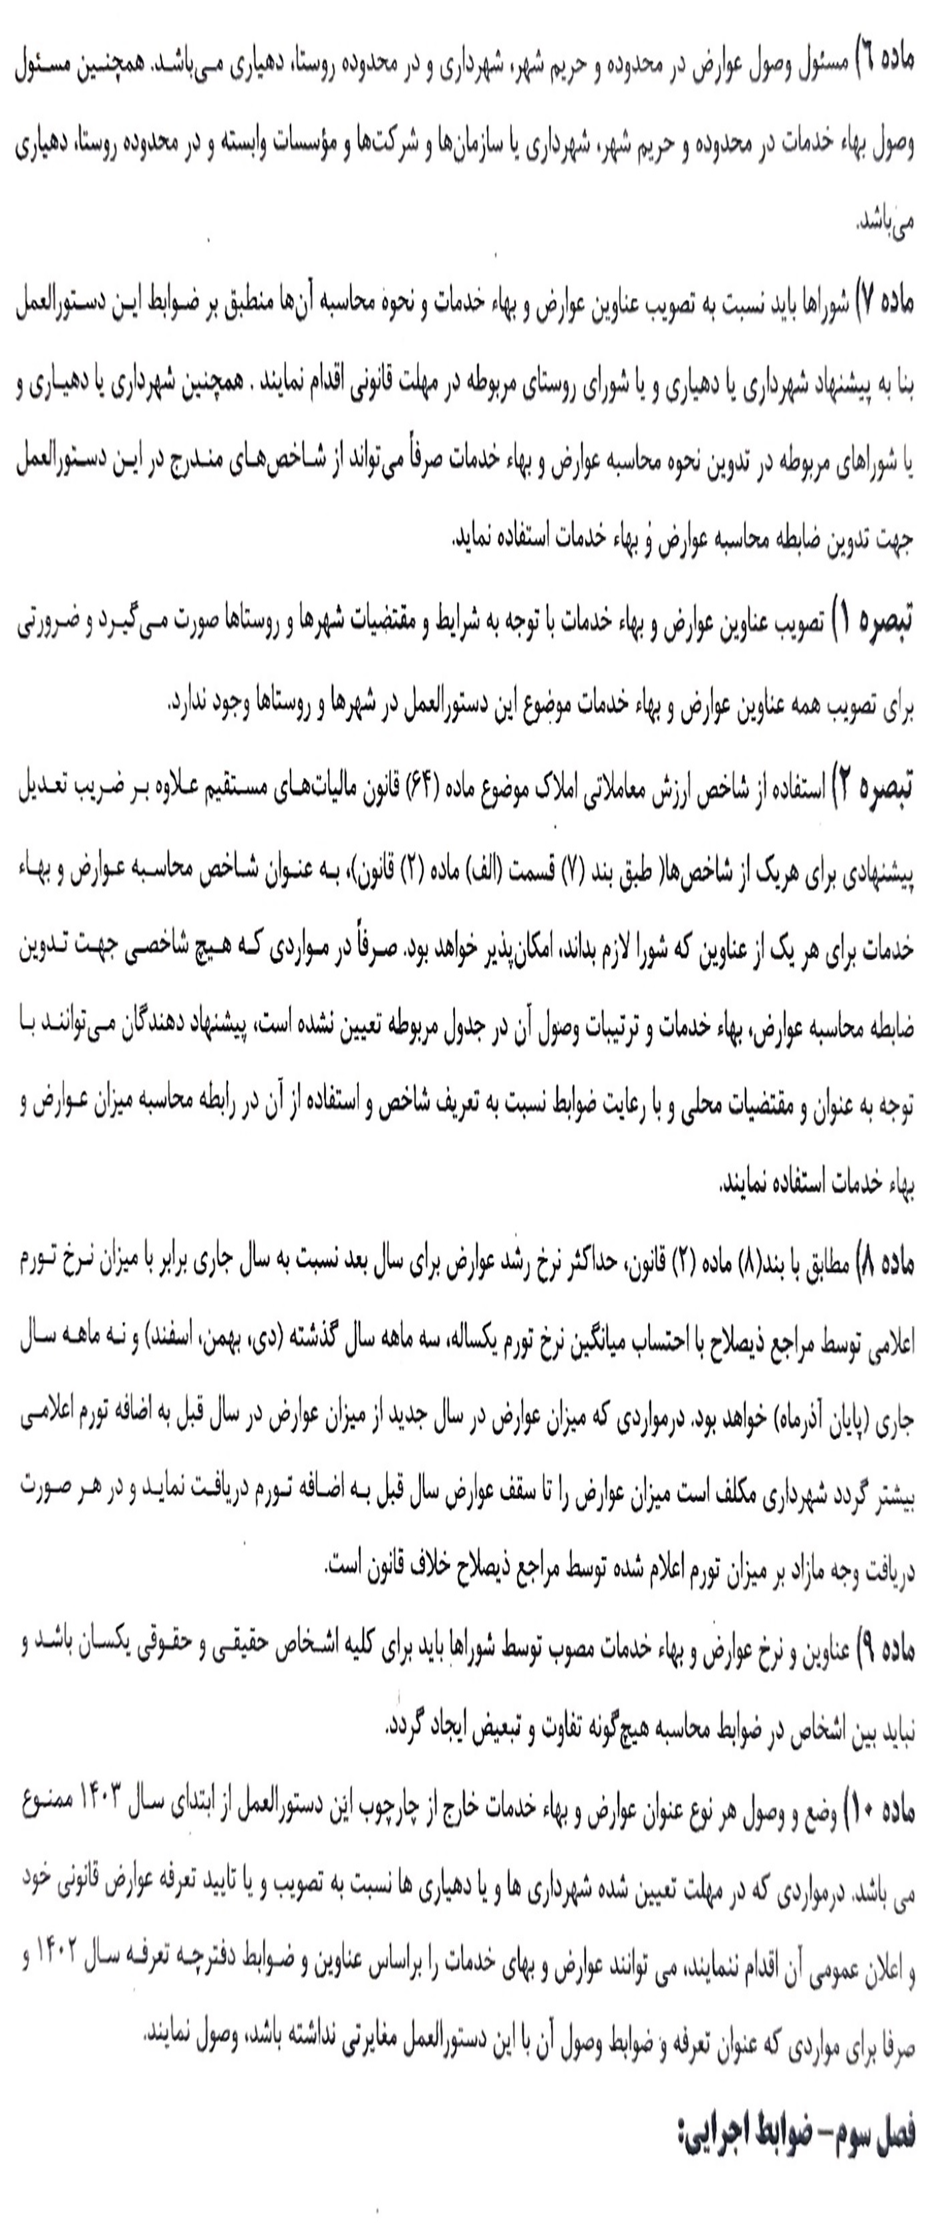 ماده ۶) مسئول وصول عوارض در محدوده و حریم شهر، شهرداری و در محدوده روستا، دهیاری می‌باشد. همچنین مسئول
وصول بهاء خدمات در محدوده و حریم شهر، شهرداری یا سازمان‌ها و شرکت‌ها و مؤسسات وابسته و در محدوده روستا، دهیاری
می‌باشد.
ماده ۷) شوراها باید نسبت به تصویب عناوین عوارض و بهاء خدمات و نحوه محاسبه آن‌ها منطبق بر ضوابط این دستورالعمل
بنا به پیشنهاد شهرداری یا دهیاری و یا شورای روستای مربوطه در مهلت قانونی اقدام نمایند . همچنین شهرداری یا دهیاری و
یا شوراهای مربوطه در تدوین نحوه محاسبه عوارض و بهاء خدمات صرفاً می‌تواند از شاخص‌های مندرج در این دستورالعمل
جهت تدوین ضابطه محاسبه عوارض و بهاء خدمات استفاده نماید.
تبصره ۱) تصویب عناوین عوارض و بهاء خدمات با توجه به شرایط و مقتضیات شهرها و روستاها صورت می‌گیرد و ضرورتی
برای تصویب همه عناوین عوارض و بهاء خدمات موضوع این دستورالعمل در شهرها و روستاها وجود ندارد.
تبصره ۲) استفاده از شاخص ارزش معاملاتی املاک موضوع ماده (۶۴) قانون مالیات‌های مستقیم علاوه بر ضریب تعدیل
پیشنهادی برای هریک از شاخص‌ها( طبق بند (۷) قسمت (الف) ماده (۲) قانون)، به عنوان شاخص محاسبه عوارض و بهاء
خدمات برای هر یک از عناوین که شورا لازم بداند، امکان‌پذیر خواهد بود. صرفاً در مواردی که هیچ شاخصی جهت تدوین
ضابطه محاسبه عوارض، بهاء خدمات و ترتیبات وصول آن در جدول مربوطه تعیین نشده است، پیشنهاد دهندگان می‌توانند با
توجه به عنوان و مقتضیات محلی و با رعایت ضوابط نسبت به تعریف شاخص و استفاده از آن در رابطه محاسبه میزان عوارض و
بهاء خدمات استفاده نمایند.
ماده ۸) مطابق با بند(۸) ماده (۲) قانون، حداکثر نرخ رشد عوارض برای سال بعد نسبت به سال جاری برابر با میزان نرخ تورم
اعلامی توسط مراجع ذیصلاح با احتساب میانگین نرخ تورم یکساله، سه ماهه سال گذشته (دی، بهمن، اسفند) و نه ماهه سال
جاری (پایان آذرماه) خواهد بود. درمواردی که میزان عوارض در سال جدید از میزان عوارض در سال قبل به اضافه تورم اعلامی
بیشتر گردد شهرداری مکلف است میزان عوارض را تا سقف عوارض سال قبل به اضافه تورم دریافت نماید و در هر صورت
دریافت وجه مازاد بر میزان تورم اعلام شده توسط مراجع ذیصلاح خلاف قانون است.
ماده ۹) عناوین و نرخ عوارض و بهاء خدمات مصوب توسط شوراها باید برای کلیه اشخاص حقیقی و حقوقی یکسان باشد و
نباید بین اشخاص در ضوابط محاسبه هیچ‌گونه تفاوت و تبعیض ایجاد گردد.
ماده ۱۰) وضع و وصول هر نوع عنوان عوارض و بهاء خدمات خارج از چارچوب این دستورالعمل از ابتدای سال ۱۴۰۳ ممنوع
می باشد. درمواردی که در مهلت تعیین شده شهرداری ها و یا دهیاری ها نسبت به تصویب و یا تایید تعرفه عوارض قانونی خود
و اعلان عمومی آن اقدام ننمایند، می توانند عوارض و بهای خدمات را براساس عناوین و ضوابط دفترچه تعرفه سال ۱۴۰۲ و
صرفا برای مواردی که عنوان تعرفه و ضوابط وصول آن با این دستورالعمل مغایرتی نداشته باشد، وصول نمایند.
فصل سوم– ضوابط اجرایی: